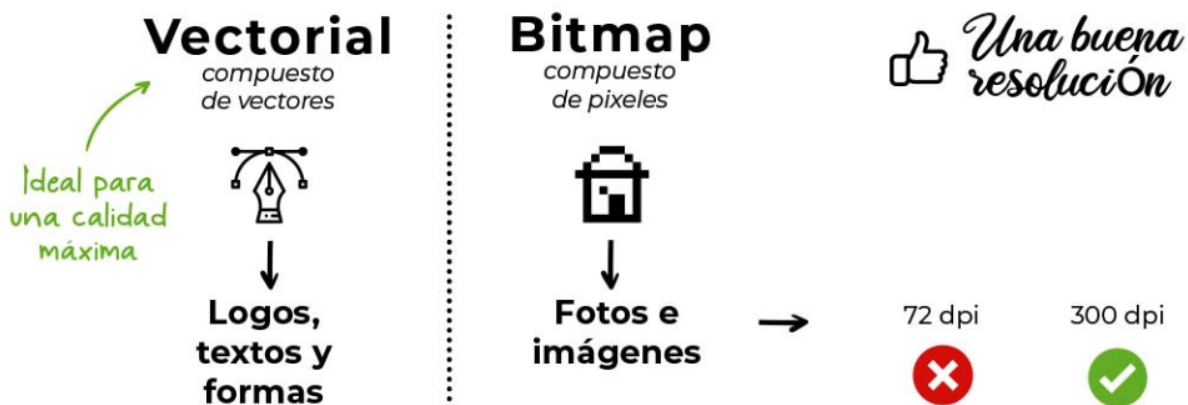 Vectorial
compuesto
de vectores
Ideal para
una calidad
máxima
Logos,
textos y
formas
Bitmap
compuesto
de pixeles
Fotos e
imágenes
Una buena
resolución
72 dpi
300 dpi